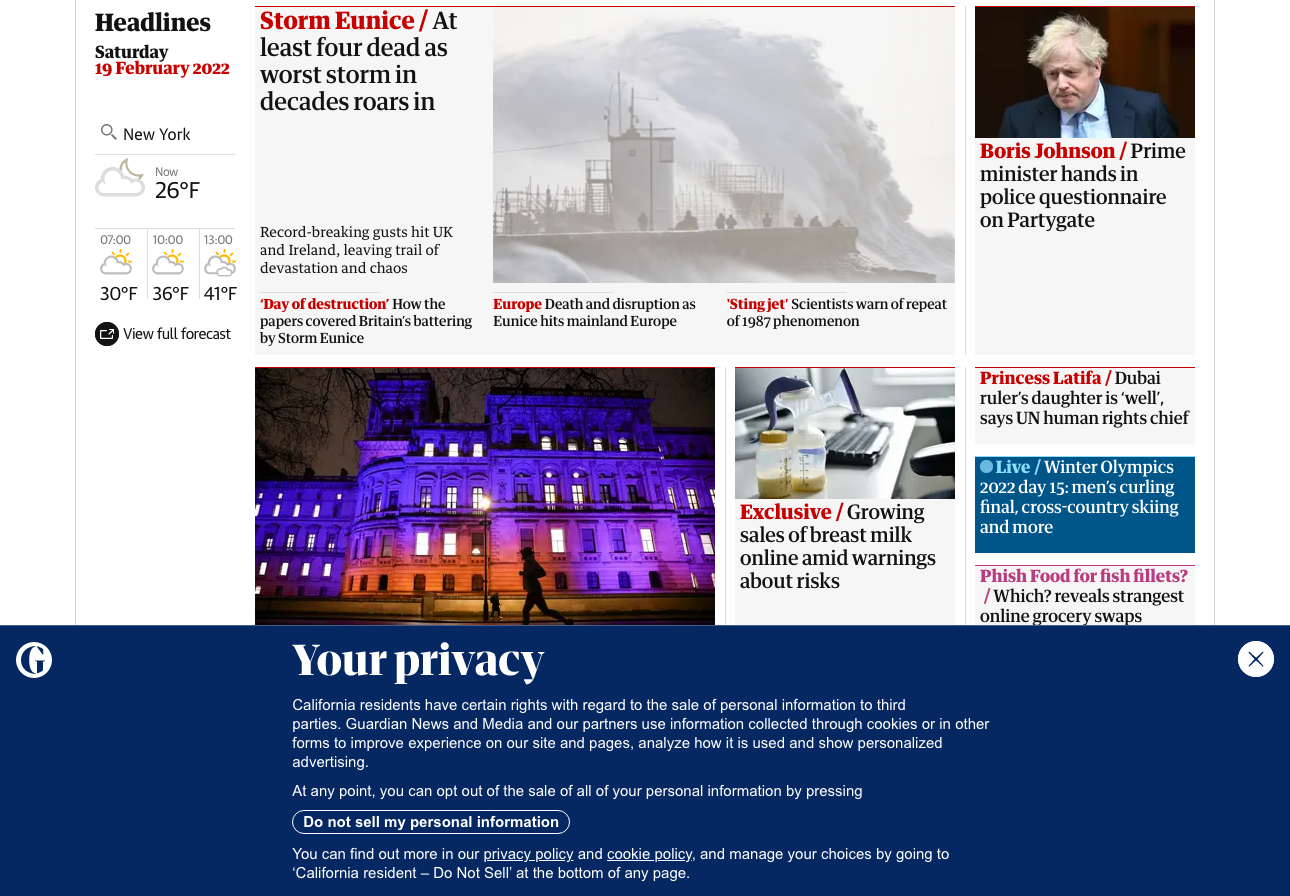 Headlines
Saturday
19 February 2022
New York
Now
26°F
07:00
30°F
10:00
36°F
13:00
41°F
View full forecast
Storm Eunice / At
least four dead as
worst storm in
decades roars in
Record-breaking gusts hit UK
and Ireland, leaving trail of
devastation and chaos
‘Day of destruction’ How the
papers covered Britain’s battering
by Storm Eunice
Europe Death and disruption as
Eunice hits mainland Europe
'Sting jet' Scientists warn of repeat
of 1987 phenomenon
Boris Johnson / Prime
minister hands in
police questionnaire
on Partygate
Exclusive / Growing
sales of breast milk
online amid warnings
about risks
Princess Latifa / Dubai
ruler’s daughter is ‘well’,
says UN human rights chief
Live / Winter Olympics
2022 day 15: men’s curling
final, cross-country skiing
and more
Phish Food for fish fillets?
/ Which? reveals strangest
online grocery swaps
G
Your privacy
California residents have certain rights with regard to the sale of personal information to third
parties. Guardian News and Media and our partners use information collected through cookies or in other
forms to improve experience on our site and pages, analyze how it is used and show personalized
advertising.
At any point, you can opt out of the sale of all of your personal information by pressing
Do not sell my personal information
You can find out more in our privacy policy and cookie policy, and manage your choices by going to
‘California resident – Do Not Sell’ at the bottom of any page.